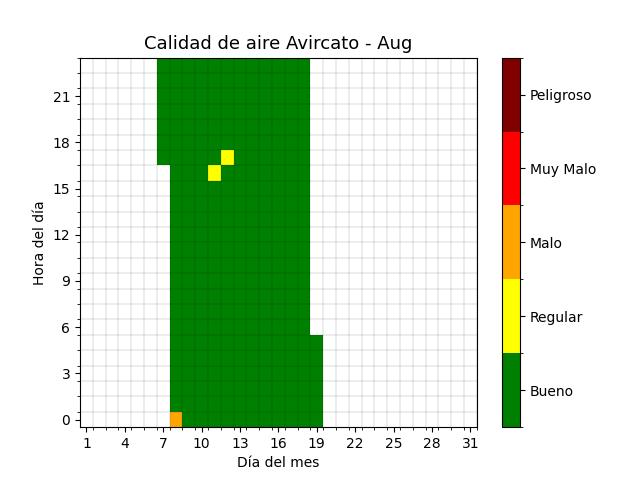 Calidad de aire Avircato - Aug
Hora del día
21
18
15
12
9
6
3
0
1 4 7 10 13 16 19 22 25 28 31
Día del mes
Peligroso
Muy Malo
Malo
Regular
Bueno